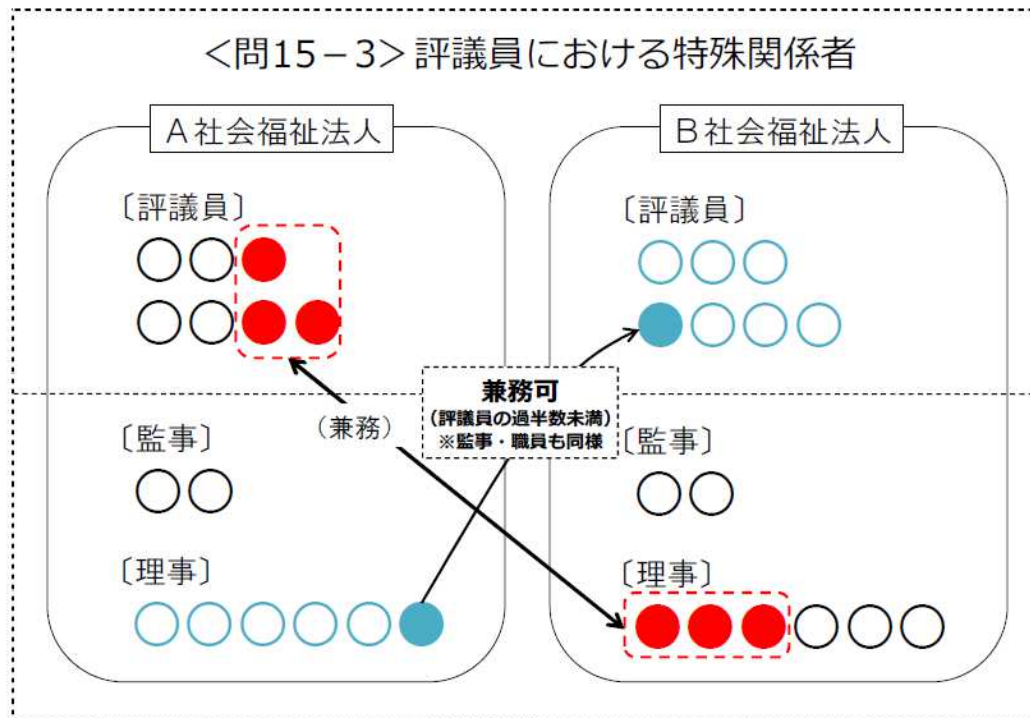 ＜問15－3＞評議員における特殊関係者
Ａ社会福祉法人
Ｂ社会福祉法人
〔評議員〕
〔評議員〕
兼務可
（評議員の過半数未満）
※監事・職員も同様
（兼務）
〔監事〕
〔監事〕
〔理事〕
〔理事〕